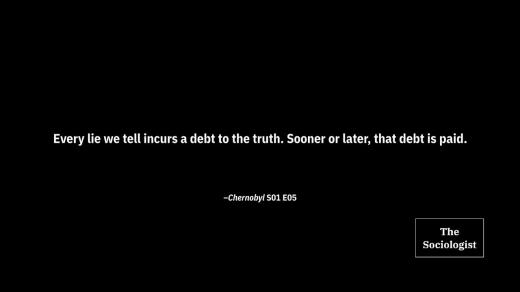 Every lie we tell incurs a debt to the truth. Sooner or later, that debt is paid.
–Chernobyl S01 E05
The
Sociologist